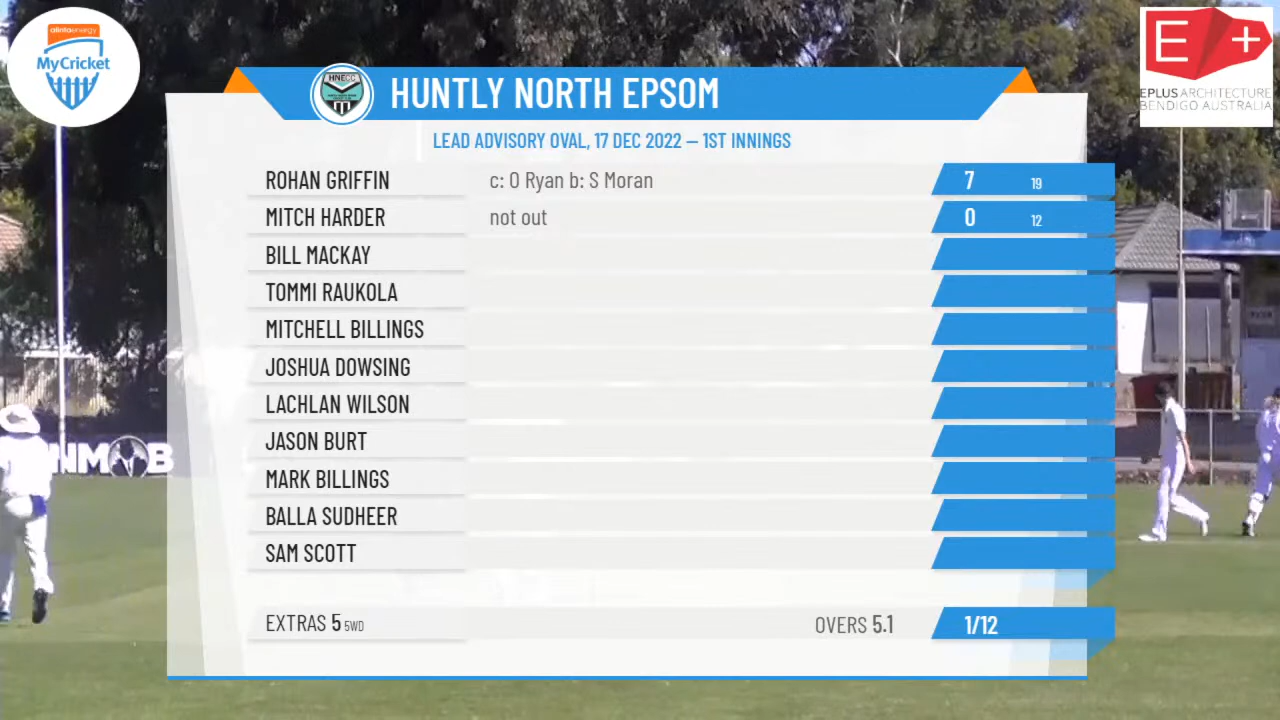 alintaenergy
MyCricket
HNECC
HUNTLY NORTH EPSOM
E+
EPLUS ARCHITECTURE
BENDIGO AUSTRALIA
LEAD ADVISORY OVAL, 17 DEC 2022 – 1ST INNINGS
ROHAN GRIFFIN c: O Ryan b: S Moran 7 19
MITCH HARDER not out 0 12
BILL MACKAY
TOMMI RAUKOLA
MITCHELL BILLINGS
JOSHUA DOWSING
LACHLAN WILSON
JASON BURT
MARK BILLINGS
BALLA SUDHEER
SAM SCOTT
EXTRAS 5 5WD OVERS 5.1 1/12